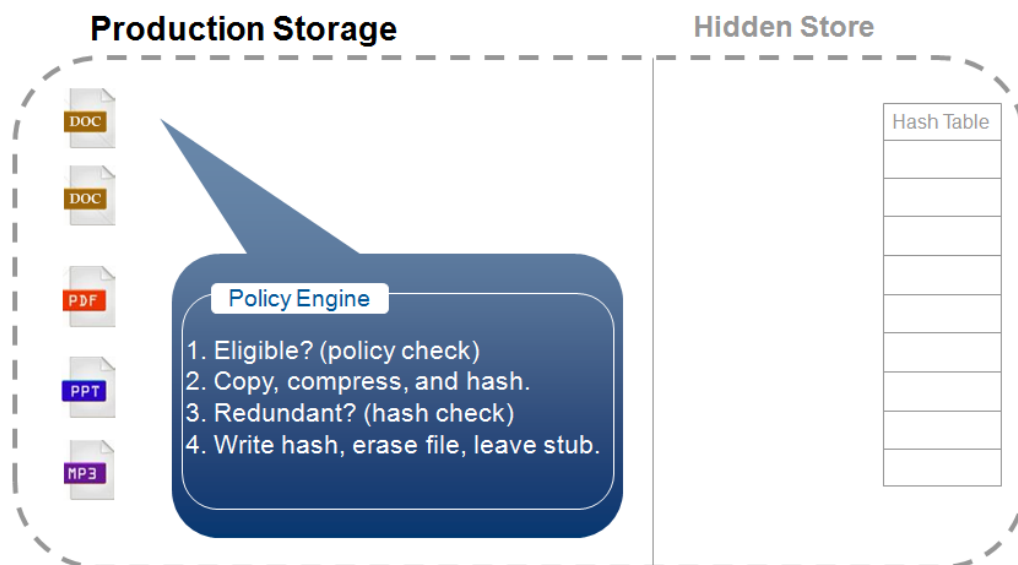 Production Storage
Hidden Store
DOC
Hash Table
DOC
PDF
Policy Engine
1. Eligible? (policy check)
2. Copy, compress, and hash.
PPT
3. Redundant? (hash check)
4. Write hash, erase file, leave stub.
MP3